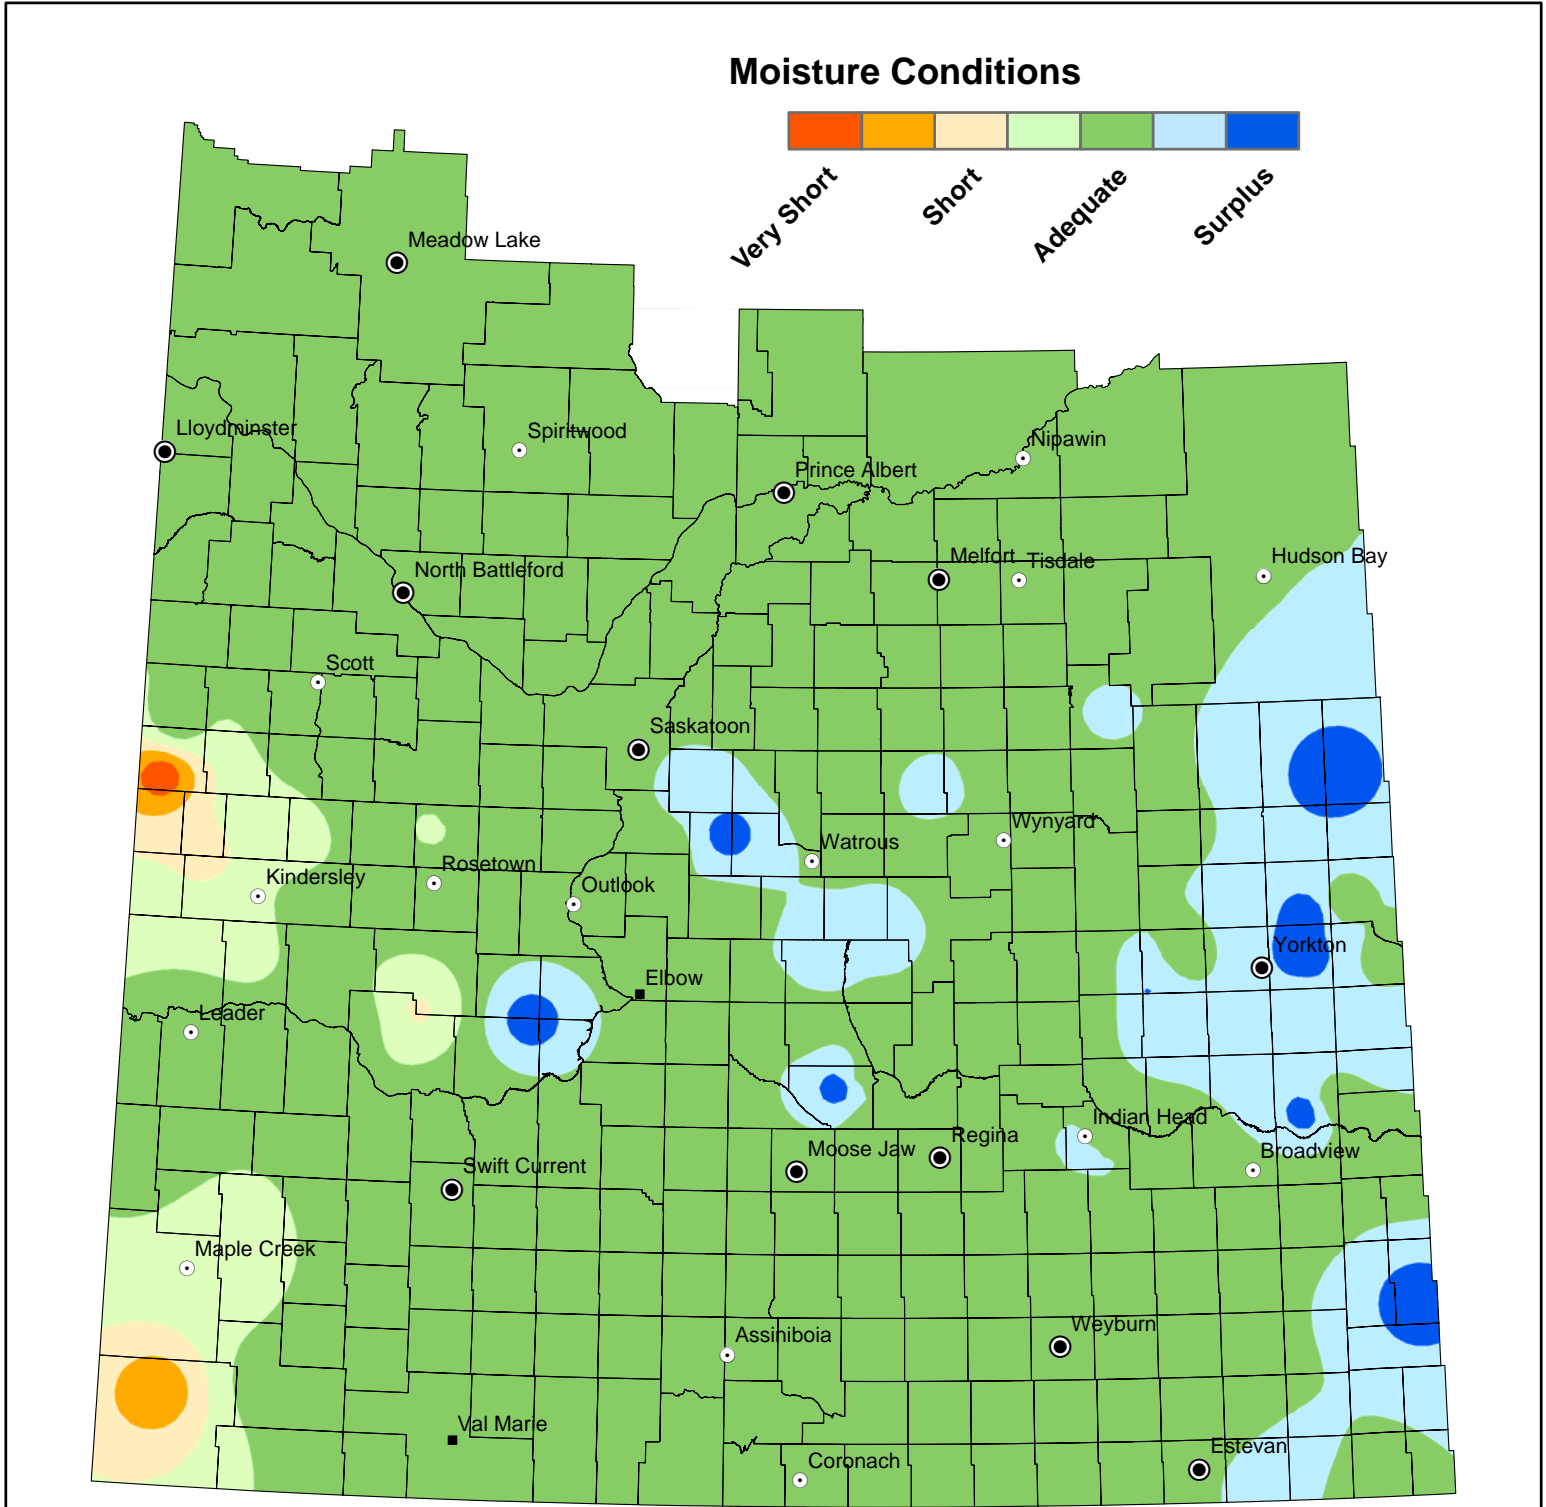 Moisture Conditions
Very Short
Short
Adequate
Surplus
Meadow Lake
Lloydminster
Spiritwood
Nipawin
Prince Albert
Melfort
Tisdale
Hudson Bay
North Battleford
Scott
Saskatoon
Wynyard
Watrous
Rosetown
Kindersley
Outlook
Yorkton
Elbow
Leader
Indian Head
Regina
Moose Jaw
Broadview
Swift Current
Maple Creek
Weyburn
Assiniboia
Val Marie
Estevan
Coronach